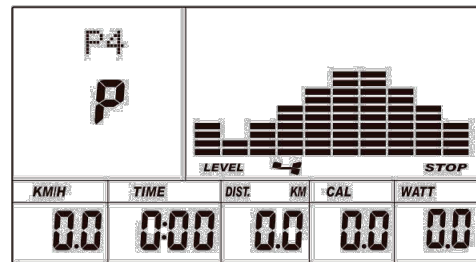 P4
P
LEVEL 4 STOP
KM/H TIME DIST. KM CAL WATT
0.0 0:00 0.0 0.0 0.0